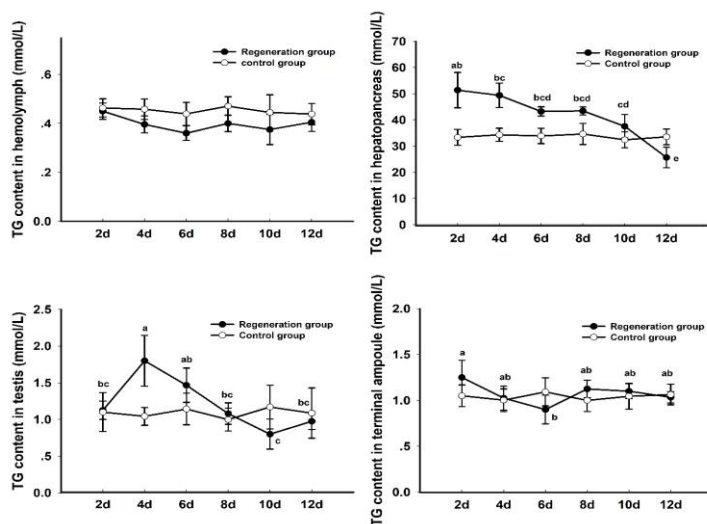 TG content in hemolymph (mmol/L)
.6
.4
.2
0.0
Regeneration group
control group
2d 4d 6d 8d 10d 12d
TG content in hepatopancreas (mmol/L)
70
60
50
40
30
20
10
0
Regeneration group
Control group
ab bc bcd bcd cd e
2d 4d 6d 8d 10d 12d
TG content in testis (mmol/L)
2.5
2.0
1.5
1.0
.5
0.0
Regeneration group
Control group
bc a ab bc c bc
2d 4d 6d 8d 10d 12d
TG content in terminal ampoule (mmol/L)
2.0
1.5
1.0
.5
0.0
Regeneration group
Control group
a ab b ab ab ab
2d 4d 6d 8d 10d 12d